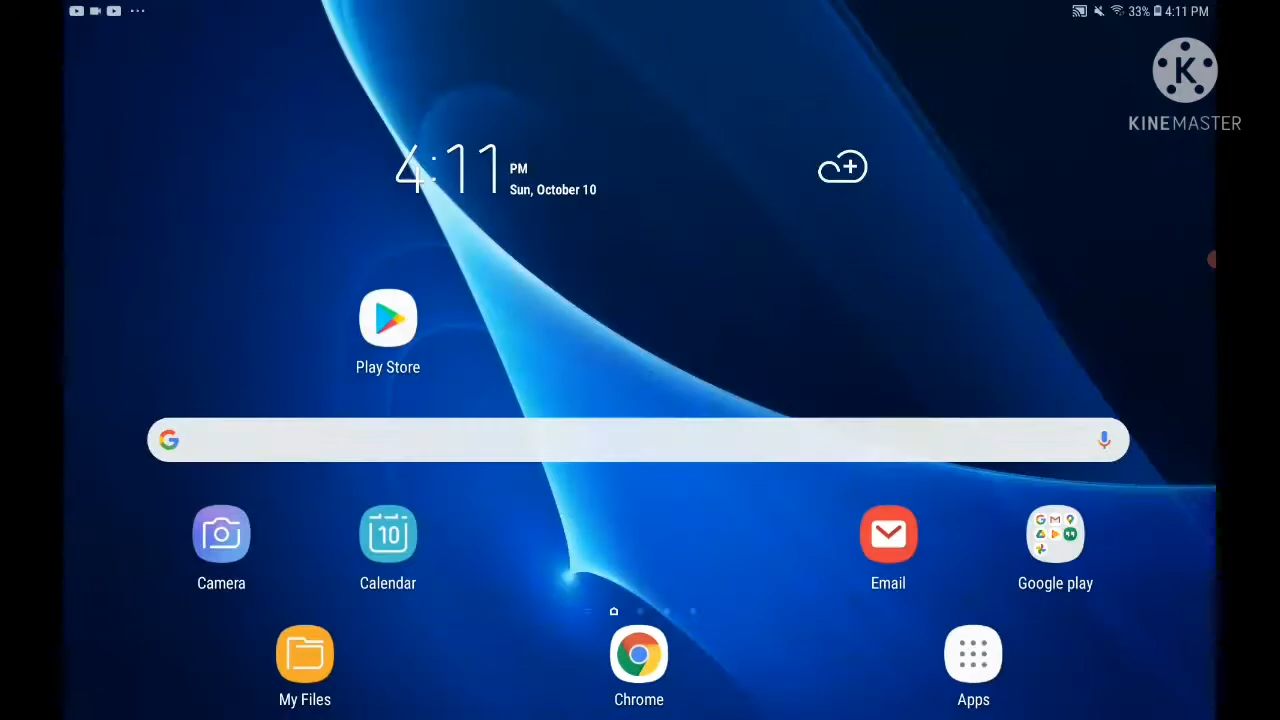 33% 4:11 PM
K
KINEMASTER
4:11 PM
Sun, October 10
Play Store
10
Camera
Calendar
Email
Google play
My Files
Chrome
Apps